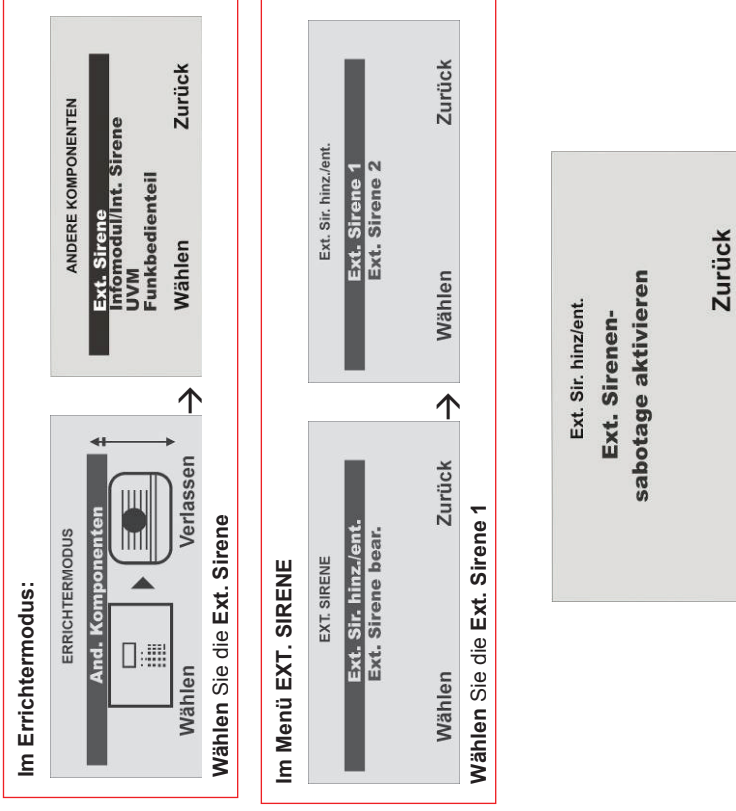 Im Errichtermodus:
ERRICHTERMODUS
And. Komponenten
Wählen Verlassen
ANDERE KOMPONENTEN
Ext. Sirene
Infomodul/Int. Sirene
UVM
Funkbedienteil
Wählen Zurück
Wählen Sie die Ext. Sirene
Im Menü EXT. SIRENE
EXT. SIRENE
Ext. Sir. hinz./ent.
Ext. Sirene bear.
Wählen Zurück
Ext. Sir. hinz./ent.
Ext. Sirene 1
Ext. Sirene 2
Wählen Zurück
Wählen Sie die Ext. Sirene 1
Ext. Sir. hinz/ent.
Ext. Sirenen-
sabotage aktivieren
Zurück